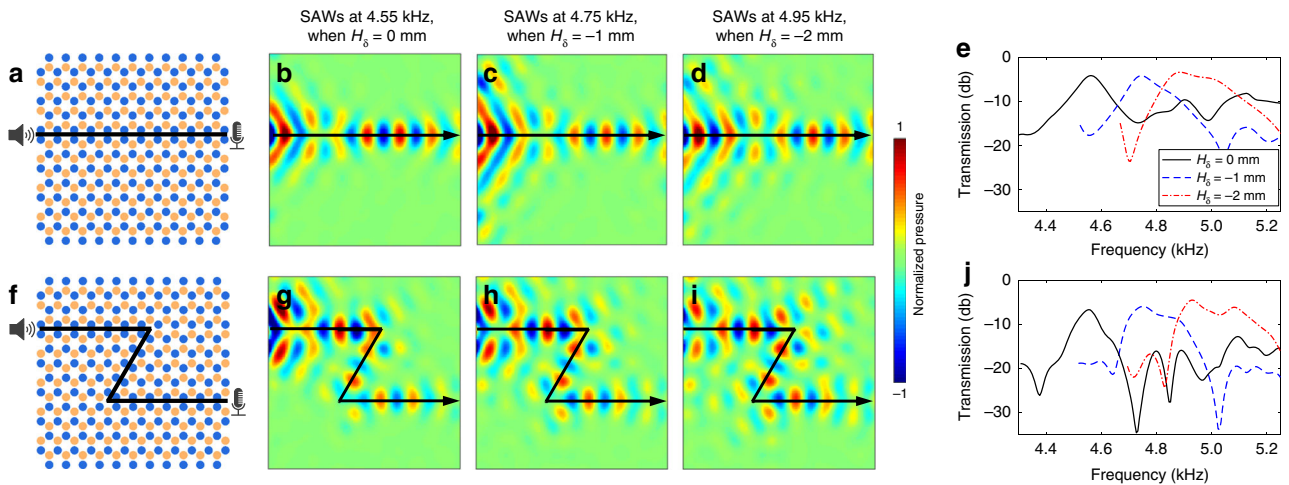 SAWs at 4.55 kHz,
when Hδ = 0 mm
SAWs at 4.75 kHz,
when Hδ = –1 mm
SAWs at 4.95 kHz,
when Hδ = –2 mm
a
b
c
d
1
Normalized pressure
–1
e
0
–10
–20
–30
Transmission (db)
Hδ = 0 mm
Hδ = –1 mm
Hδ = –2 mm
4.4 4.6 4.8 5.0 5.2
Frequency (kHz)
f
g
h
i
j
0
–10
–20
–30
Transmission (db)
4.4 4.6 4.8 5.0 5.2
Frequency (kHz)